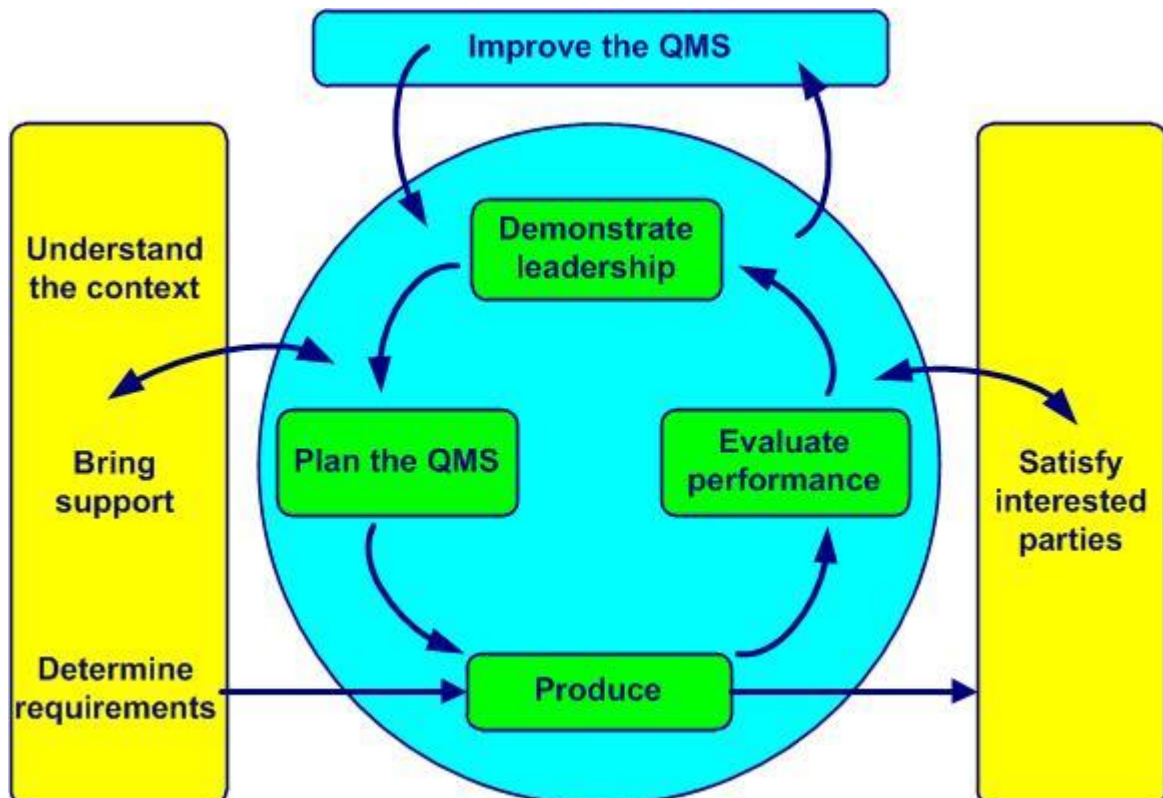 Improve the QMS
Understand
the context
Bring
support
Determine
requirements
Demonstrate
leadership
Plan the QMS
Evaluate
performance
Produce
Satisfy
interested
parties